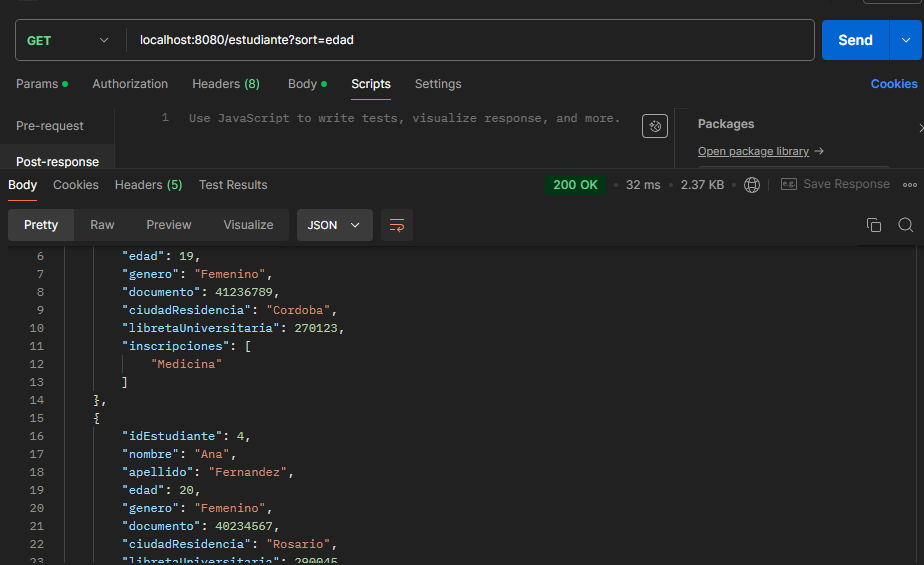 GET localhost:8080/estudiante?sort=edad Send
Params Authorization Headers (8) Body Scripts Settings Cookies
Pre-request
Post-response
1 Use JavaScript to write tests, visualize response, and more.
Packages
Open package library →
Body Cookies Headers (5) Test Results 200 OK 32 ms 2.37 KB e.g. Save Response
Pretty Raw Preview Visualize JSON
6 "edad": 19,
7 "genero": "Femenino",
8 "documento": 41236789,
9 "ciudadResidencia": "Cordoba",
10 "libretaUniversitaria": 270123,
11 "inscripciones": [
12 "Medicina"
13 ]
14 },
15 {
16 "idEstudiante": 4,
17 "nombre": "Ana",
18 "apellido": "Fernandez",
19 "edad": 20,
20 "genero": "Femenino",
21 "documento": 40234567,
22 "ciudadResidencia": "Rosario",
23 "libretaUniversitaria": 290045,